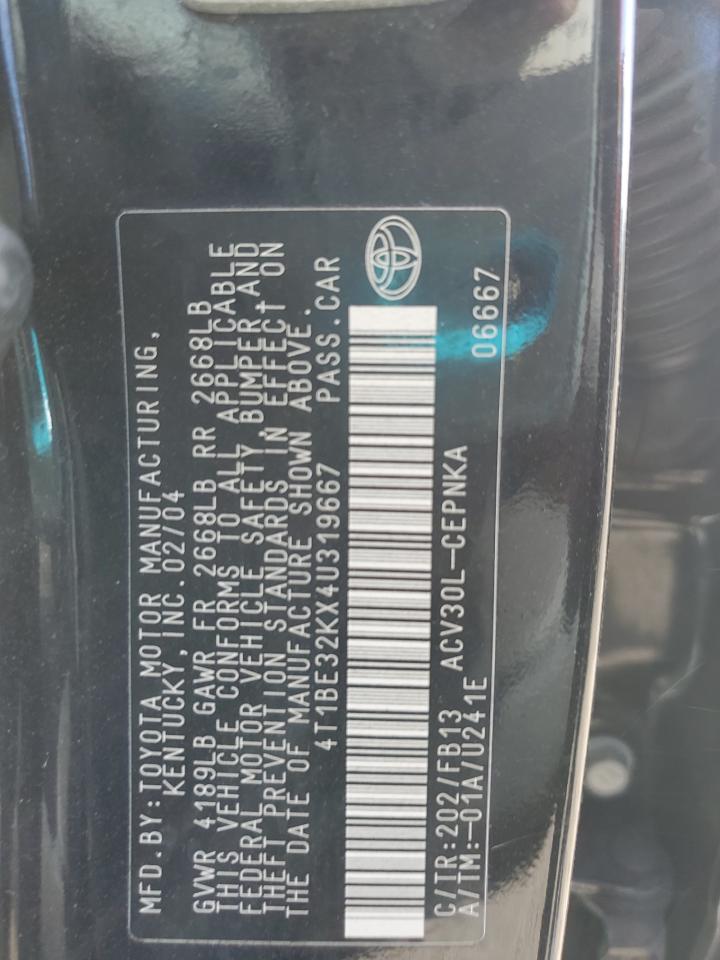 MFD.BY:TOYOTA MOTOR MANUFACTURING,
KENTUCKY,INC.02/04
GVWR 4189LB GAWR FR 2668LB RR 2668LB
THIS VEHICLE CONFORMS TO ALL APPLICABLE
FEDERAL MOTOR VEHICLE SAFETY,BUMPER,AND
THEFT PREVENTION STANDARDS IN EFFECT ON
THE DATE OF MANUFACTURE SHOWN ABOVE.
4T1BE32KX4U319667 PASS.CAR
C/TR:202/FB13 ACV30L-CEPNKA 06667
A/TM:-01A/U241E